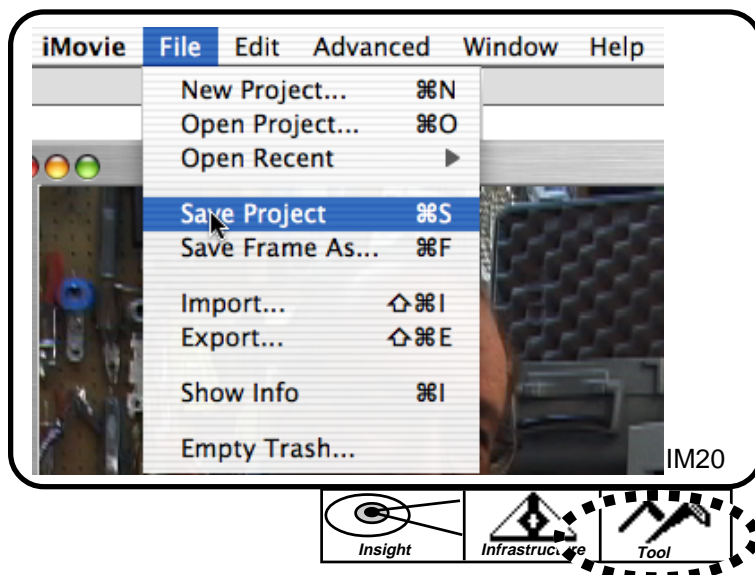 iMovie File Edit Advanced Window Help
New Project... ⌘N
Open Project... ⌘O
Open Recent ▶
Save Project ⌘S
Save Frame As... ⌘F
Import... ⇧⌘I
Export... ⇧⌘E
Show Info ⌘I
Empty Trash...
IM20
Insight Infrastructure Tool